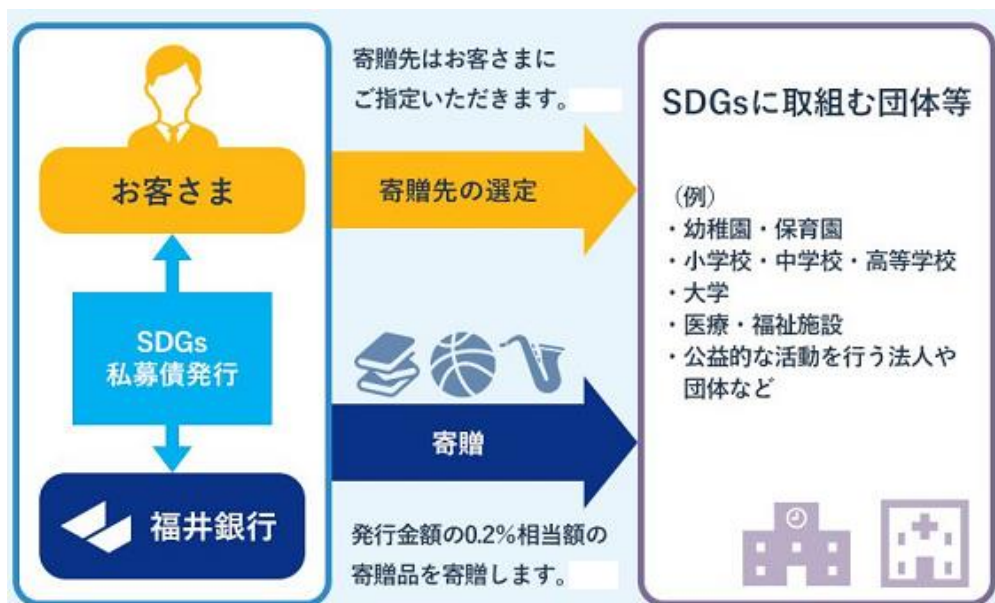 お客さま
SDGs
私募債発行
福井銀行
寄贈先はお客さまに
ご指定いただきます。
寄贈先の選定
寄贈
発行金額の0.2%相当額の
寄贈品を寄贈します。
SDGsに取組む団体等
（例）
・幼稚園・保育園
・小学校・中学校・高等学校
・大学
・医療・福祉施設
・公益的な活動を行う法人や
団体など